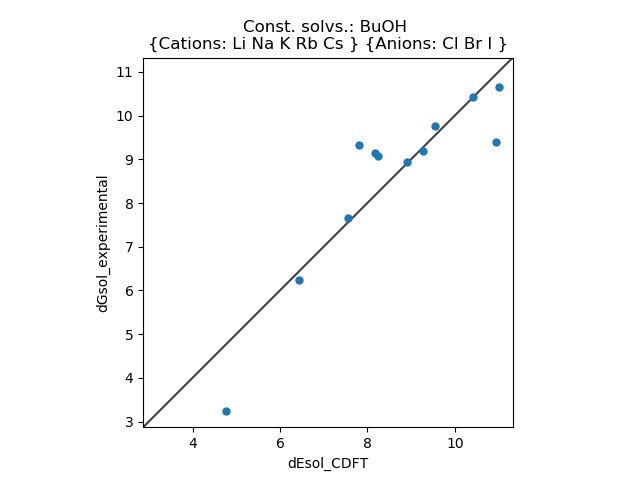 Const. solvs.: BuOH
{Cations: Li Na K Rb Cs } {Anions: Cl Br I }
11
10
9
8
7
6
5
4
3
dGsol_experimental
4 6 8 10
dEsol_CDFT